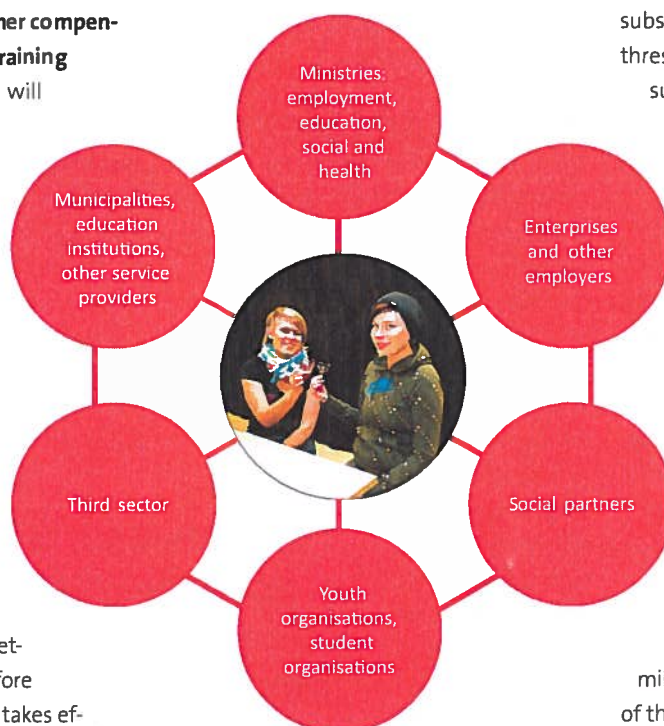 her compen-
raining
will
subs
thres
su
Ministries:
employment,
education,
social and
health
Municipalities,
education
institutions,
other service
providers
Enterprises
and other
employers
Third sector
Social partners
Youth
organisations,
student
organisations
et-
fore
takes ef-
mi
of th